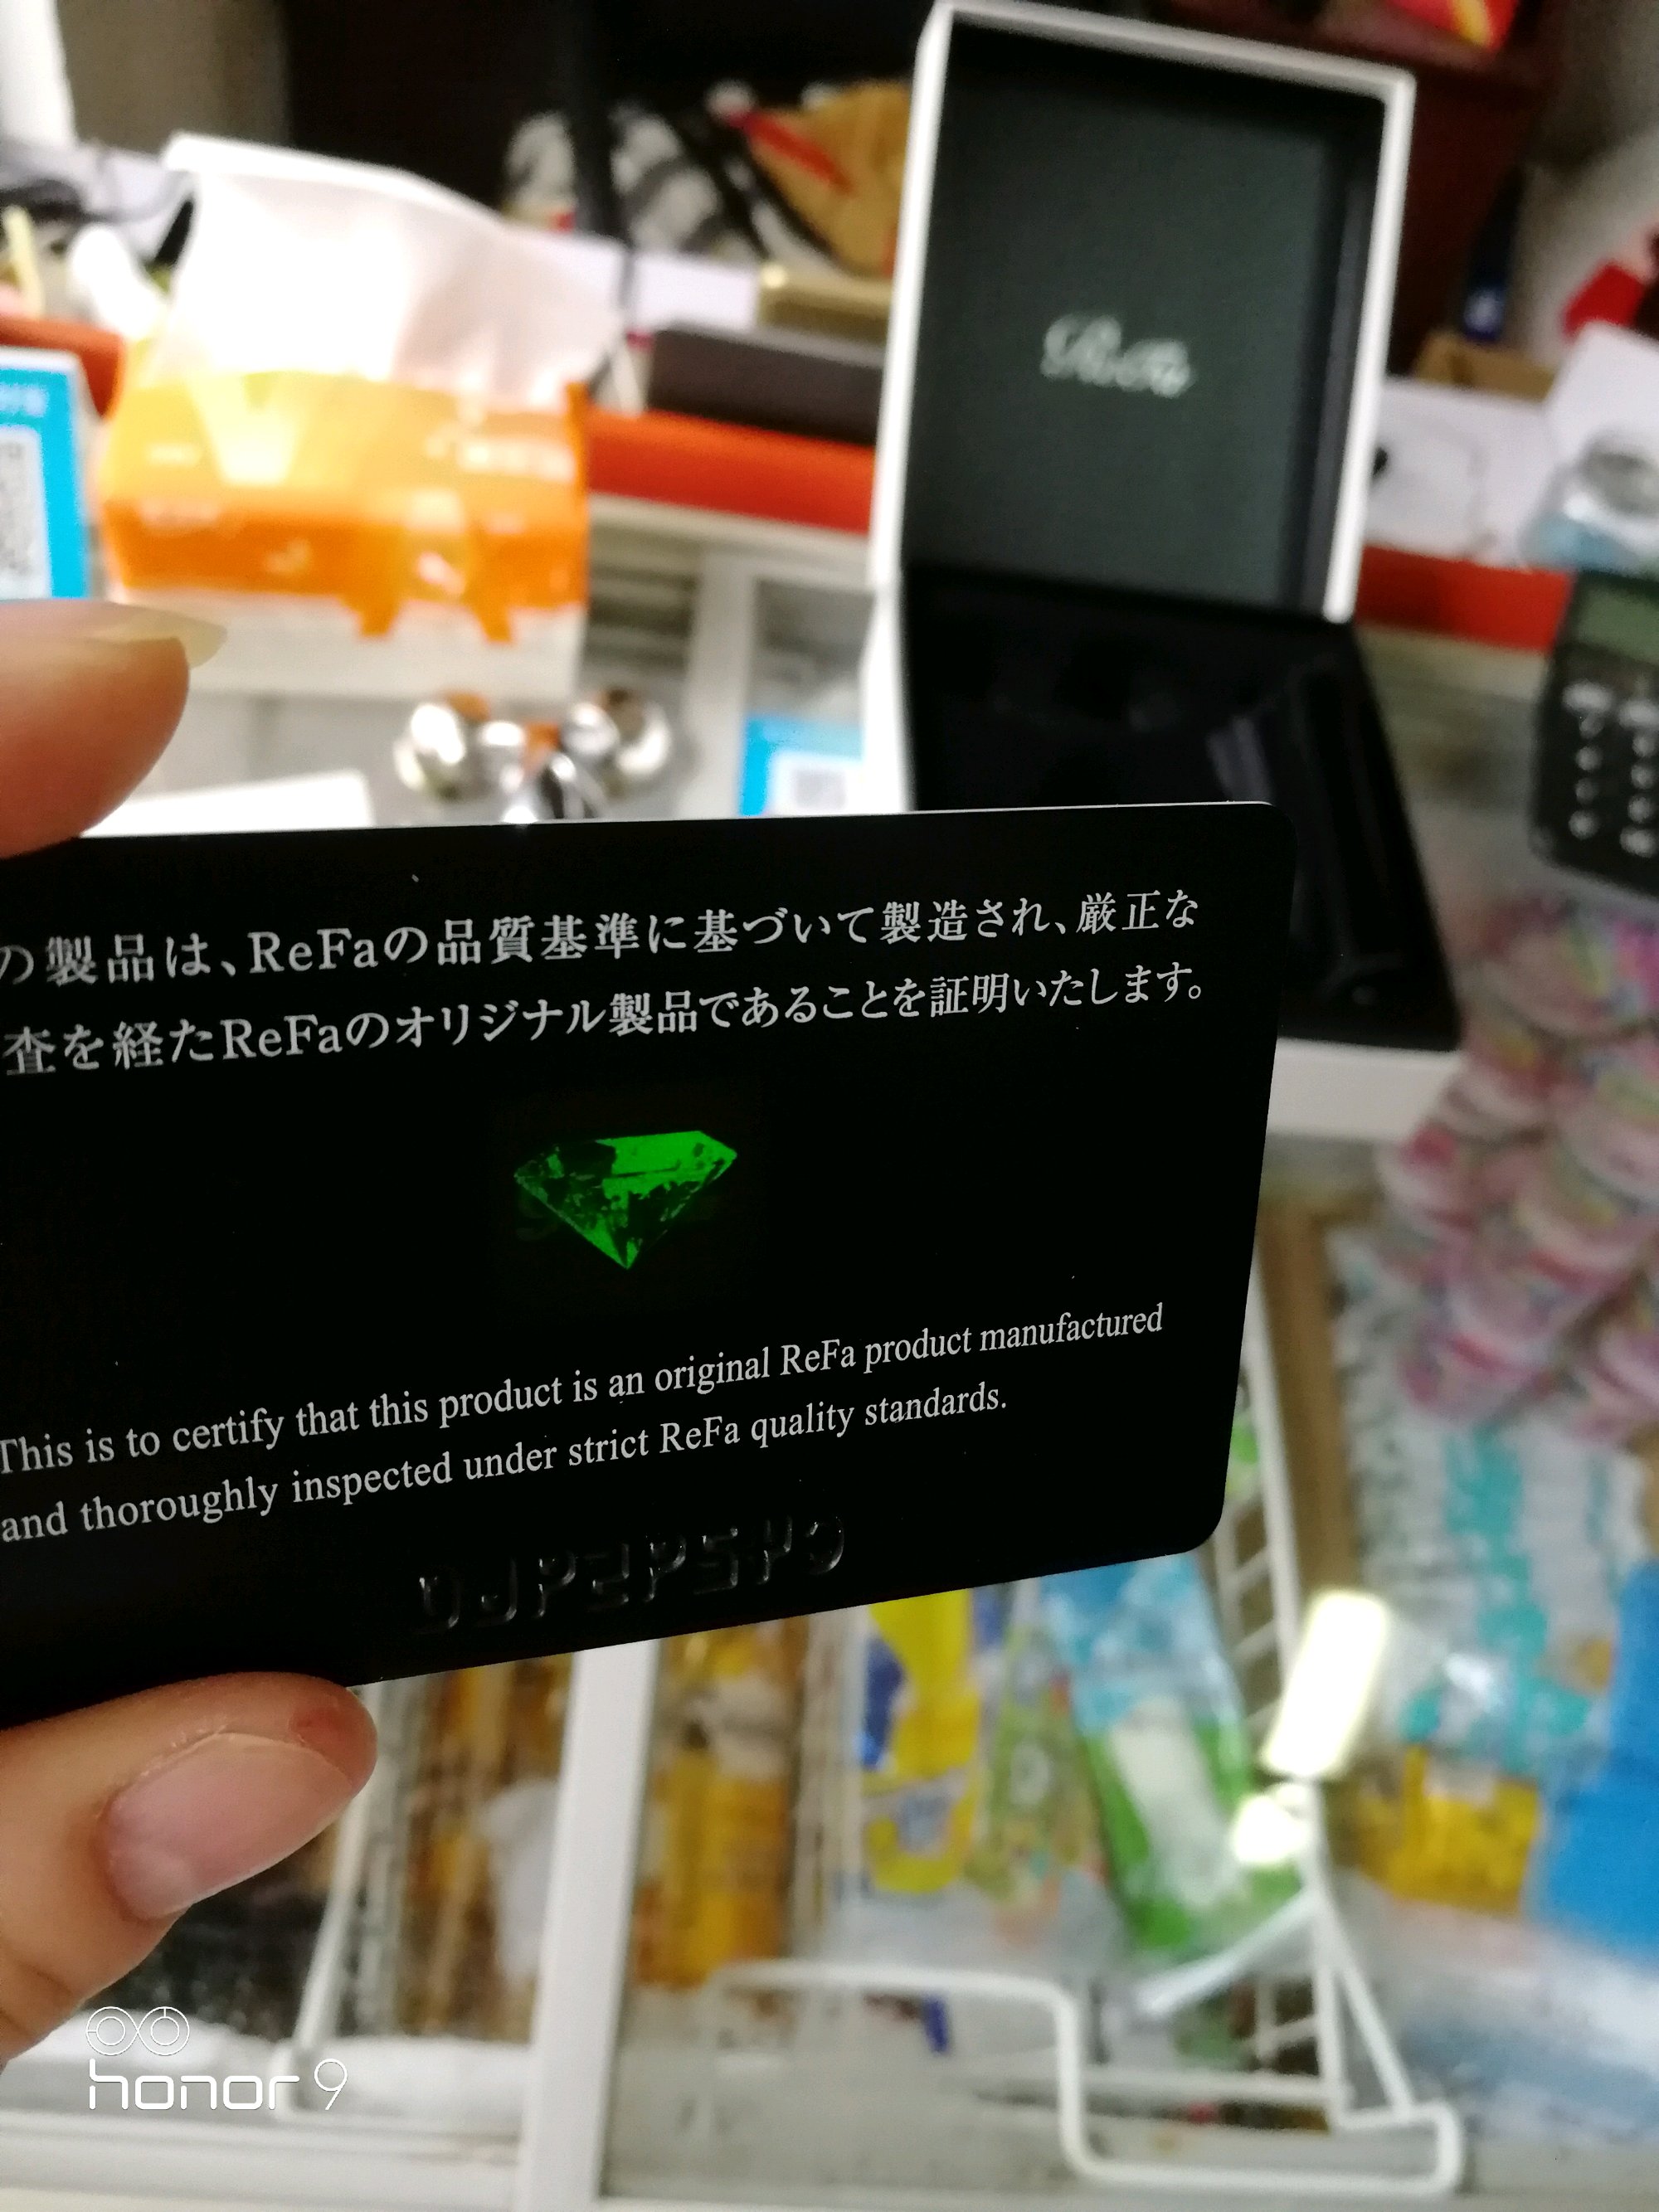 ReFa
の製品は、ReFaの品質基準に基づいて製造され、厳正な
査を経たReFaのオリジナル製品であることを証明いたします。
This is to certify that this product is an original ReFa product manufactured
and thoroughly inspected under strict ReFa quality standards.
honor 9